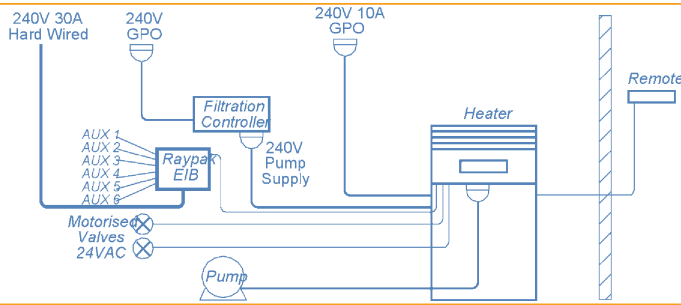 240V 30A
Hard Wired
240V
GPO
240V 10A
GPO
Remote
Filtration
Controller
Heater
AUX 1
AUX 2
AUX 3
AUX 4
AUX 5
AUX 6
Raypak
EIB
240V
Pump
Supply
Motorised
Valves
24VAC
Pump